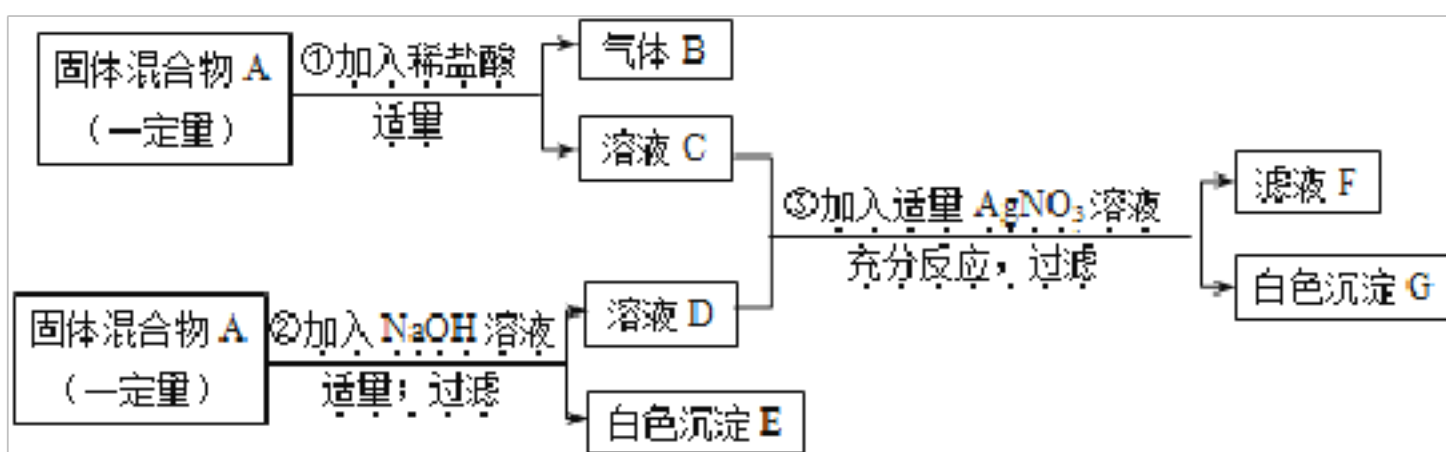 固体混合物 A
（一定量）
①加入稀盐酸
适量
气体 B
溶液 C
③加入适量 AgNO₃ 溶液
充分反应，过滤
滤液 F
白色沉淀 G
固体混合物 A
（一定量）
②加入 NaOH 溶液
适量；过滤
溶液 D
白色沉淀 E